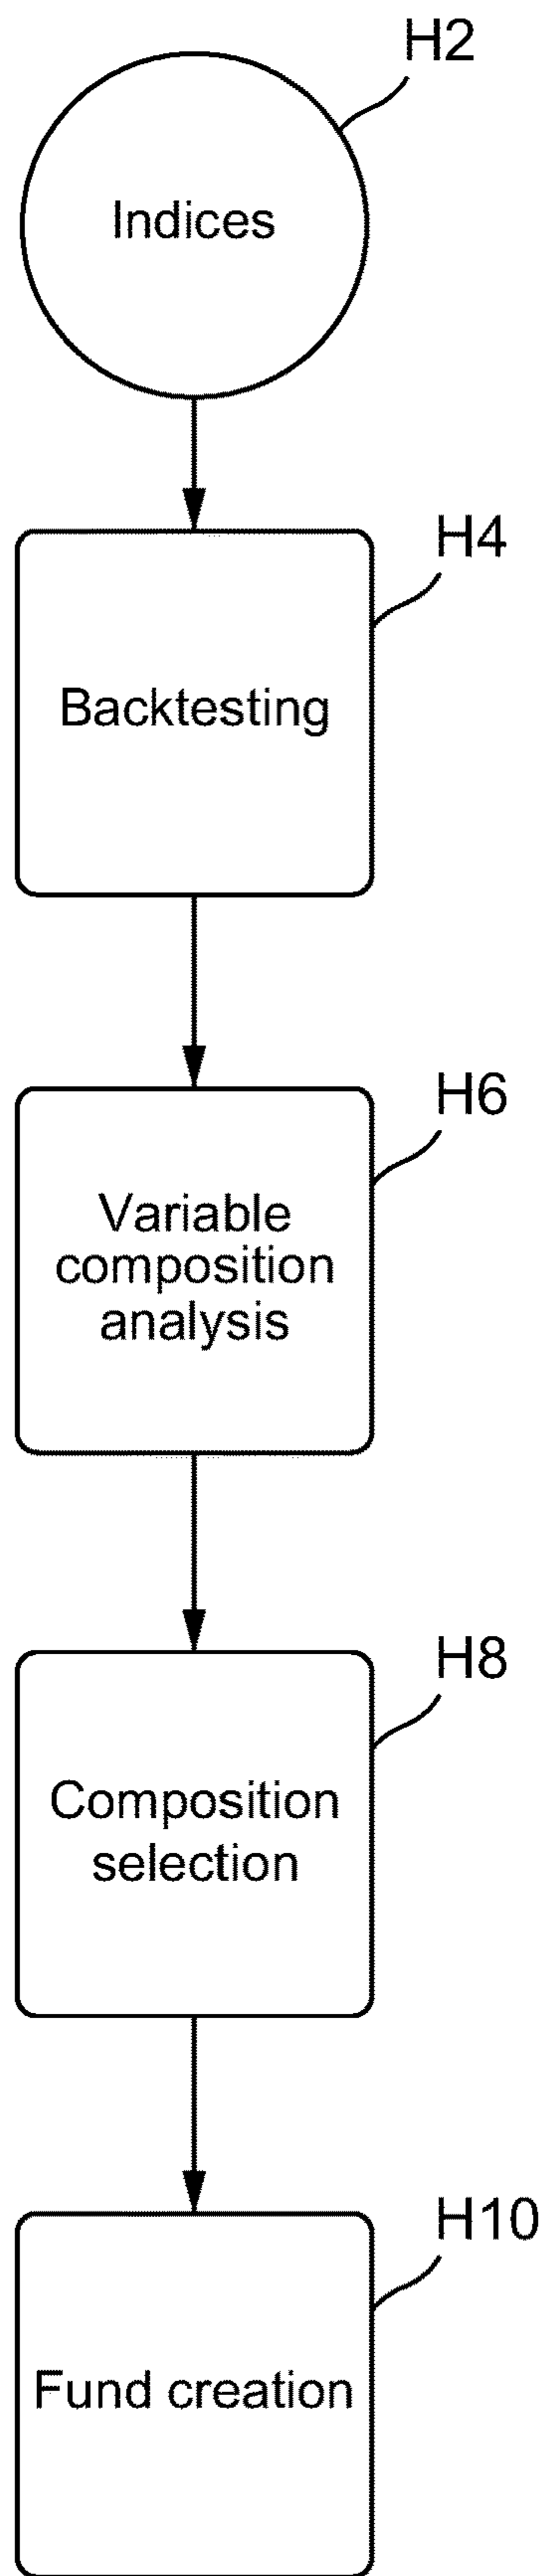 H2
Indices
H4
Backtesting
H6
Variable
composition
analysis
H8
Composition
selection
H10
Fund creation